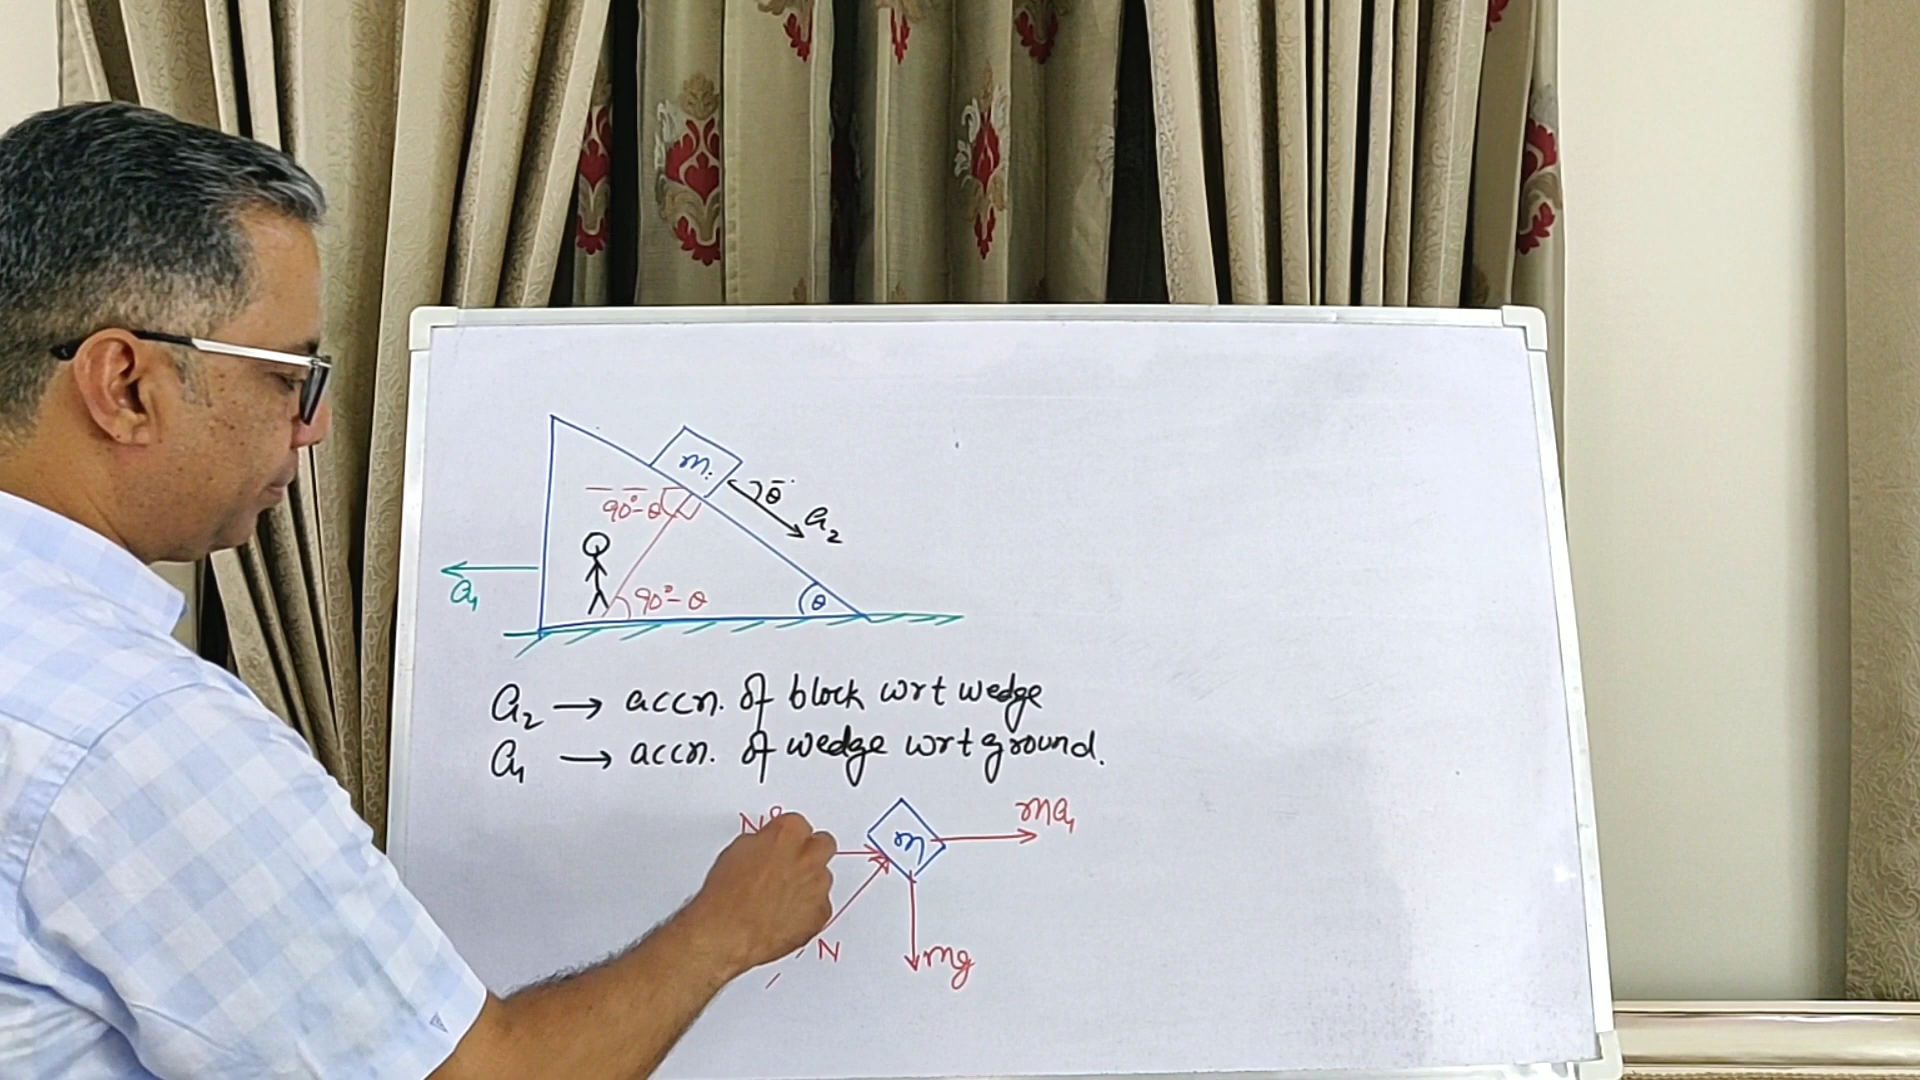 m
θ
a₂
90°-θ
a₁
90°-θ
θ
a₂ → accn. of block wrt wedge
a₁ → accn. of wedge wrt ground.
ma₁
m
N
mg